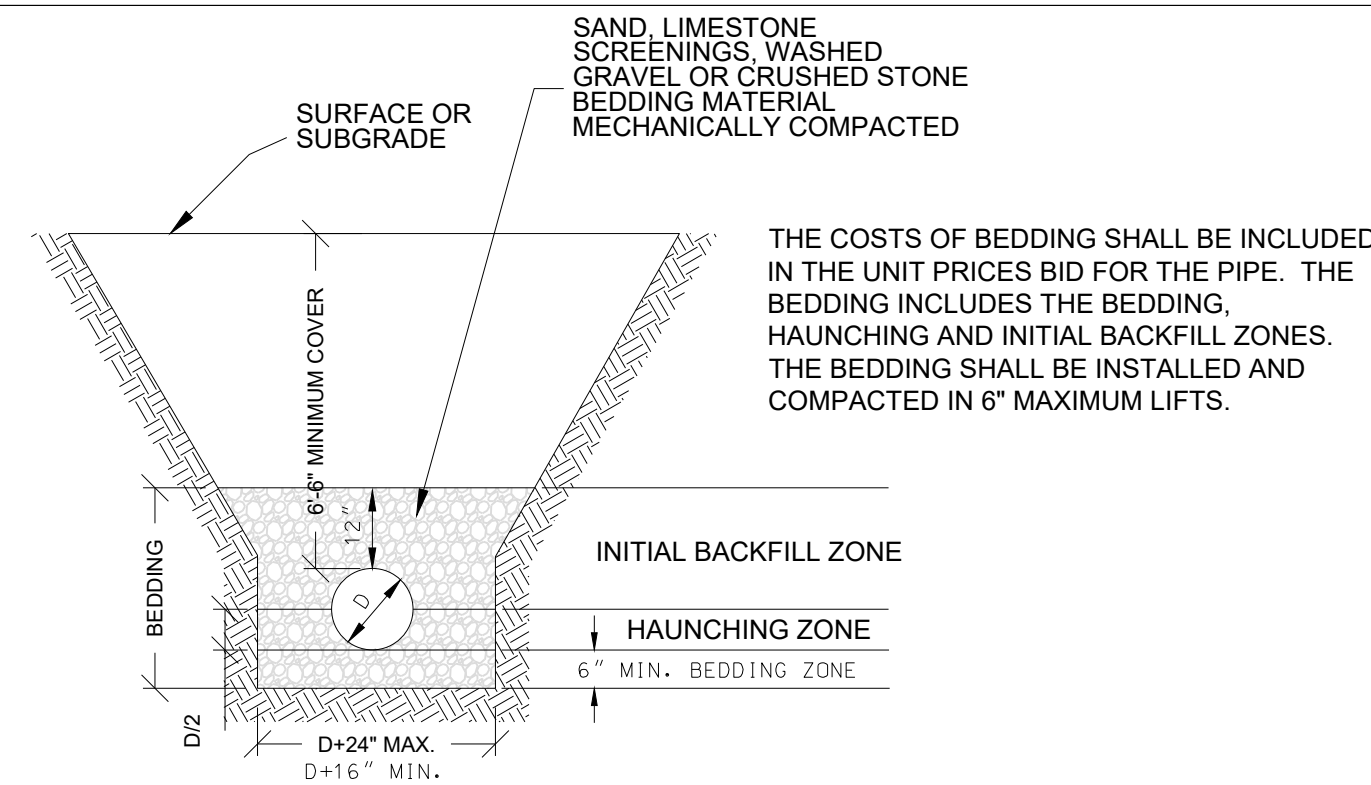 SAND, LIMESTONE
SCREENINGS, WASHED
GRAVEL OR CRUSHED STONE
BEDDING MATERIAL
MECHANICALLY COMPACTED
SURFACE OR
SUBGRADE
THE COSTS OF BEDDING SHALL BE INCLUDED
IN THE UNIT PRICES BID FOR THE PIPE. THE
BEDDING INCLUDES THE BEDDING,
HAUNCHING AND INITIAL BACKFILL ZONES.
THE BEDDING SHALL BE INSTALLED AND
COMPACTED IN 6" MAXIMUM LIFTS.
6'-6" MINIMUM COVER
12"
BEDDING
INITIAL BACKFILL ZONE
D
HAUNCHING ZONE
6" MIN. BEDDING ZONE
D/2
D+24" MAX.
D+16" MIN.